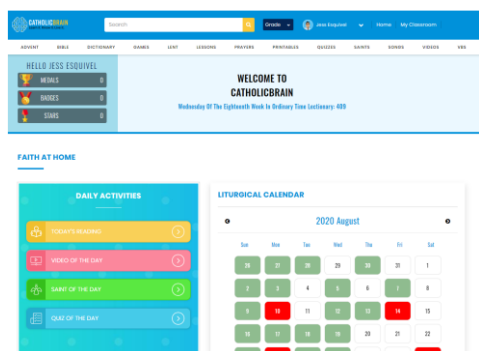 CATHOLICBRAIN
Search
Grade
Jess Esquivel
Home
My Classroom
ADVENT BIBLE DICTIONARY GAMES LENT LESSONS PRAYERS PRINTABLES QUIZZES SAINTS SONGS VIDEOS
HELLO JESS ESQUIVEL
MEDALS 0
BADGES 0
STARS 0
WELCOME TO
CATHOLICBRAIN
Wednesday Of The Eighteenth Week In Ordinary Time Lectionary: 409
FAITH AT HOME
DAILY ACTIVITIES
TODAY'S READING
VIDEO OF THE DAY
SAINT OF THE DAY
QUIZ OF THE DAY
LITURGICAL CALENDAR
2020 August
Sun Mon Tue Wed Thu Fri Sat
26 27 28 29 30 31 1
2 3 4 5 6 7 8
9 10 11 12 13 14 15
16 17 18 19 20 21 22